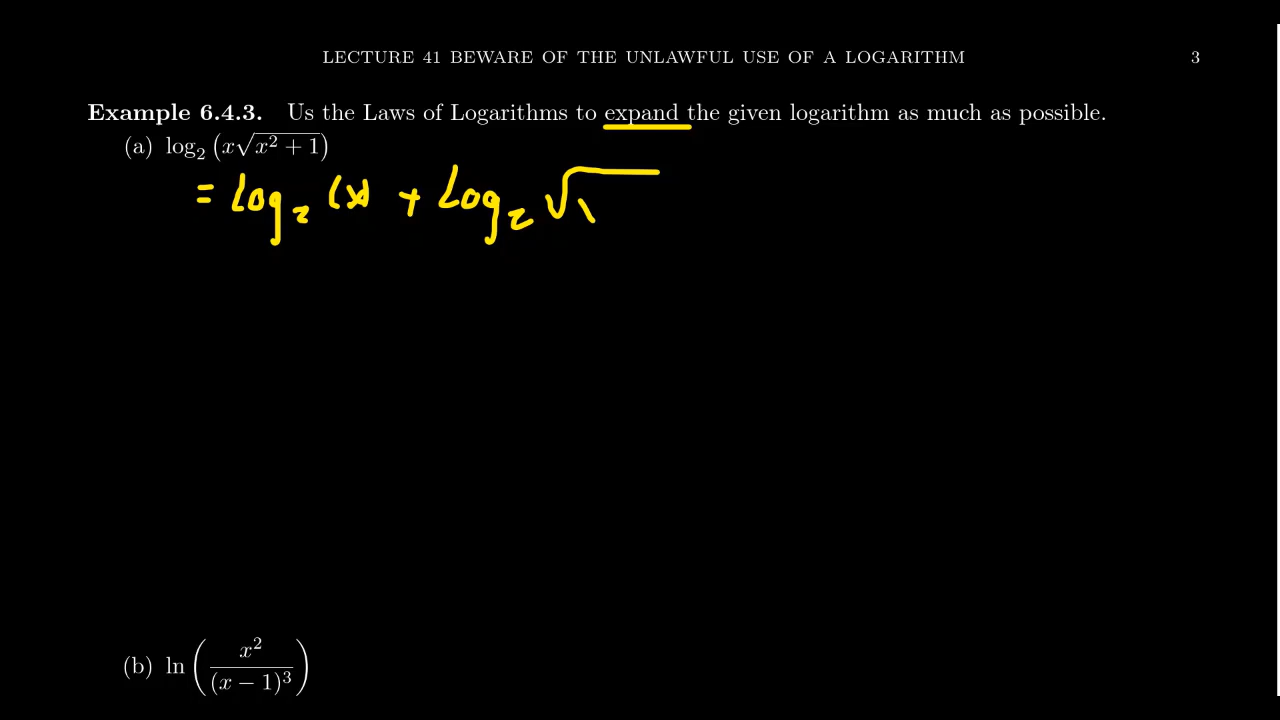 LECTURE 41 BEWARE OF THE UNLAWFUL USE OF A LOGARITHM 3
Example 6.4.3. Us the Laws of Logarithms to expand the given logarithm as much as possible.
(a) log₂ (x√(x² + 1))
= log₂ (x) + log₂ √
(b) ln (x² / (x − 1)³)